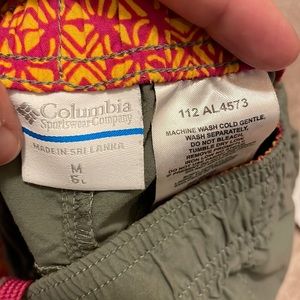 Columbia
Sportswear Company
MADE IN SRI LANKA
M
6L
112 AL4573
MACHINE WASH COLD GENTLE.
WASH SEPARATELY.
DO NOT BLEACH.
TUMBLE DRY LOW.